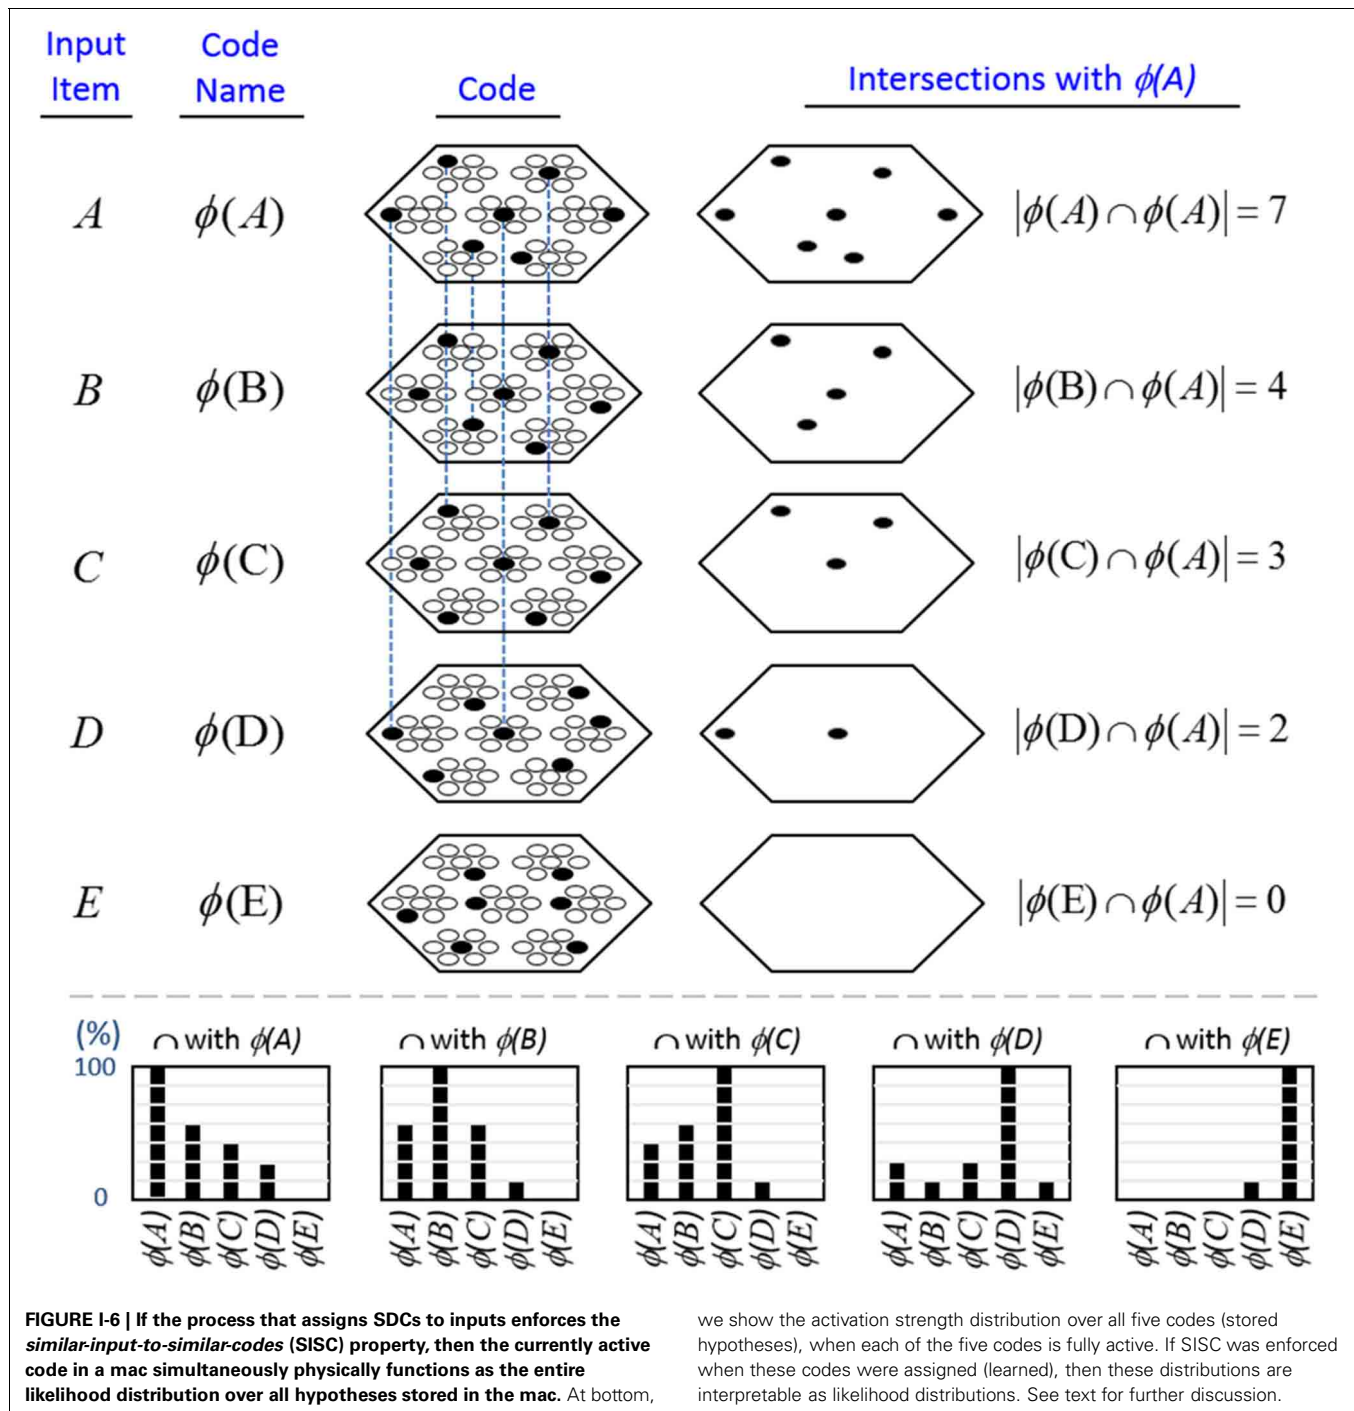 Input Item
Code Name
Code
Intersections with ϕ(A)
A ϕ(A) |ϕ(A)∩ϕ(A)| = 7
B ϕ(B) |ϕ(B)∩ϕ(A)| = 4
C ϕ(C) |ϕ(C)∩ϕ(A)| = 3
D ϕ(D) |ϕ(D)∩ϕ(A)| = 2
E ϕ(E) |ϕ(E)∩ϕ(A)| = 0
(%)
100
0
∩ with ϕ(A)
ϕ(A) ϕ(B) ϕ(C) ϕ(D) ϕ(E)
∩ with ϕ(B)
ϕ(A) ϕ(B) ϕ(C) ϕ(D) ϕ(E)
∩ with ϕ(C)
ϕ(A) ϕ(B) ϕ(C) ϕ(D) ϕ(E)
∩ with ϕ(D)
ϕ(A) ϕ(B) ϕ(C) ϕ(D) ϕ(E)
∩ with ϕ(E)
ϕ(A) ϕ(B) ϕ(C) ϕ(D) ϕ(E)
FIGURE I-6 | If the process that assigns SDCs to inputs enforces the
similar-input-to-similar-codes (SISC) property, then the currently active
code in a mac simultaneously physically functions as the entire
likelihood distribution over all hypotheses stored in the mac. At bottom,
we show the activation strength distribution over all five codes (stored
hypotheses), when each of the five codes is fully active. If SISC was enforced
when these codes were assigned (learned), then these distributions are
interpretable as likelihood distributions. See text for further discussion.